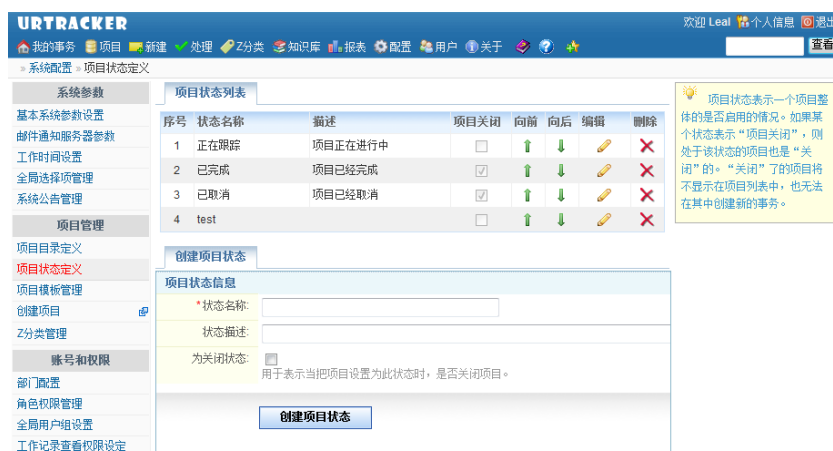 URTRACKER
欢迎 Leal 个人信息 退出
我的事务 项目 新建 处理 Z分类 知识库 报表 配置 用户 关于
查看
» 系统配置 » 项目状态定义
系统参数
基本系统参数设置
邮件通知服务器参数
工作时间设置
全局选择项管理
系统公告管理
项目管理
项目目录定义
项目状态定义
项目模板管理
创建项目
Z分类管理
账号和权限
部门配置
角色权限管理
全局用户组设置
工作记录查看权限设定
项目状态列表
序号 状态名称 描述 项目关闭 向前 向后 编辑 删除
1 正在跟踪 项目正在进行中
2 已完成 项目已经完成
3 已取消 项目已经取消
4 test
创建项目状态
项目状态信息
*状态名称:
状态描述:
为关闭状态:
用于表示当把项目设置为此状态时，是否关闭项目。
创建项目状态
项目状态表示一个项目整
体的是否启用的情况。如果某
个状态表示“项目关闭”，则
处于该状态的项目也是“关
闭”的。“关闭”了的项目将
不显示在项目列表中，也无法
在其中创建新的事务。